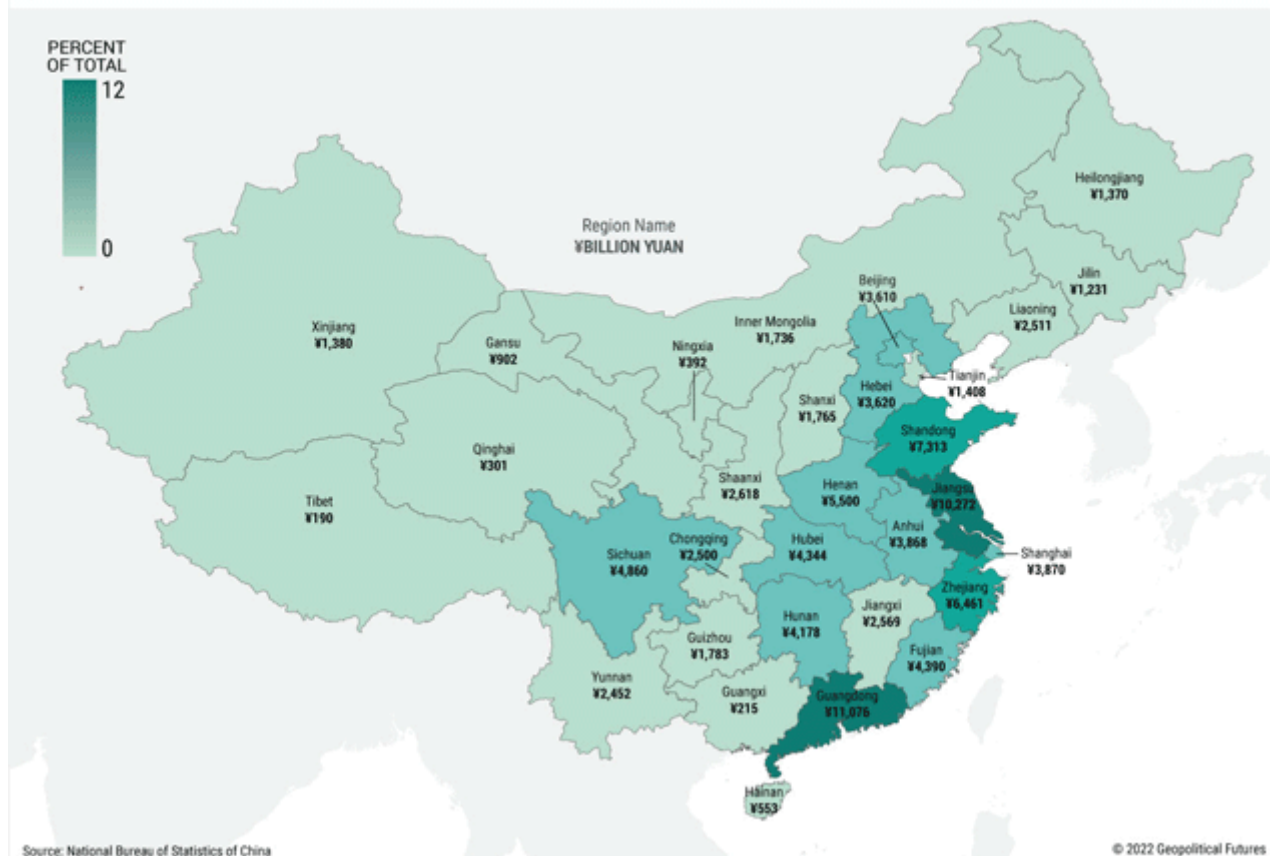 PERCENT
OF TOTAL
12
0
Region Name
¥BILLION YUAN
Heilongjiang
¥1,370
Jilin
¥1,231
Liaoning
¥2,511
Beijing
¥3,610
Inner Mongolia
¥1,736
Xinjiang
¥1,380
Gansu
¥902
Ningxia
¥392
Tianjin
¥1,408
Hebei
¥3,620
Shanxi
¥1,765
Shandong
¥7,313
Qinghai
¥301
Shaanxi
¥2,618
Henan
¥5,500
Jiangsu
¥10,272
Tibet
¥190
Anhui
¥3,868
Sichuan
¥4,860
Chongqing
¥2,500
Hubei
¥4,344
Shanghai
¥3,870
Zhejiang
¥6,461
Hunan
¥4,178
Jiangxi
¥2,569
Guizhou
¥1,783
Fujian
¥4,390
Yunnan
¥2,452
Guangxi
¥215
Guangdong
¥11,076
Hainan
¥553
Source: National Bureau of Statistics of China
© 2022 Geopolitical Futures